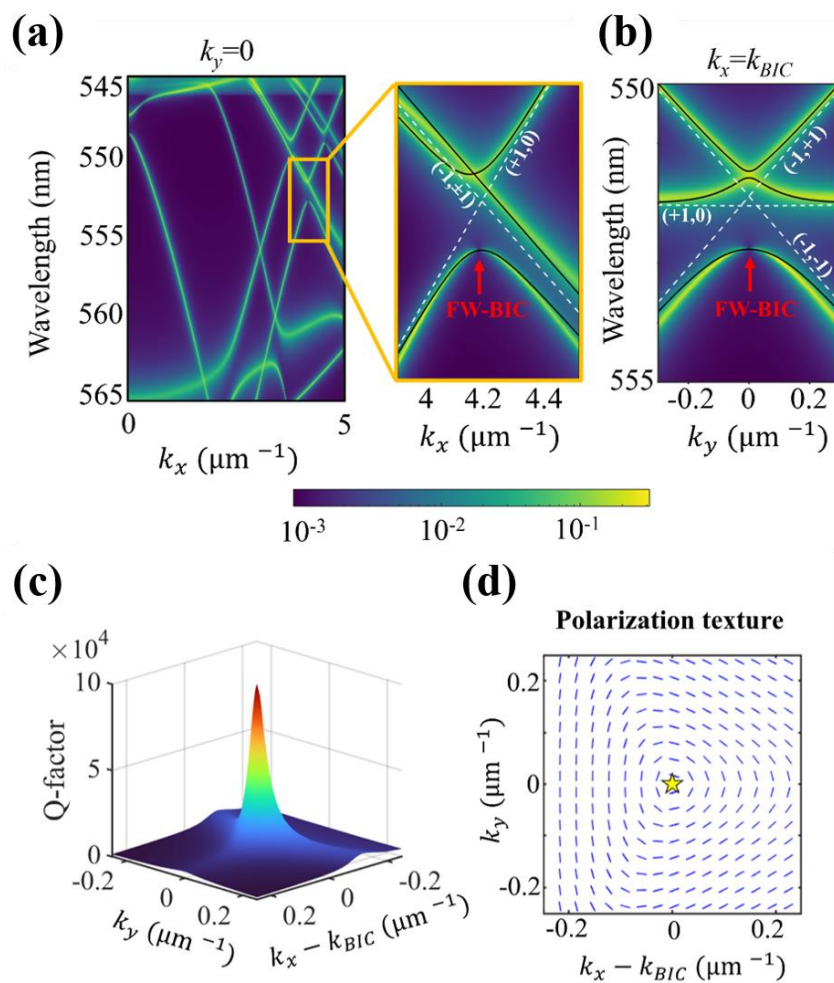 (a)
k_y=0
Wavelength (nm)
545
550
555
560
565
0
5
k_x (μm ⁻¹)
(+1,0)
(-1,±1)
FW-BIC
4
4.2
4.4
k_x (μm ⁻¹)
(b)
k_x=k_BIC
Wavelength (nm)
550
555
(-1,+1)
(+1,0)
(-1,-1)
FW-BIC
-0.2
0
0.2
k_y (μm ⁻¹)
10⁻³
10⁻²
10⁻¹
(c)
×10⁴
Q-factor
10
5
0
-0.2
0
0.2
k_y (μm ⁻¹)
0.2
0
-0.2
k_x − k_BIC (μm ⁻¹)
(d)
Polarization texture
k_y (μm ⁻¹)
0.2
0
-0.2
-0.2
0
0.2
k_x − k_BIC (μm ⁻¹)